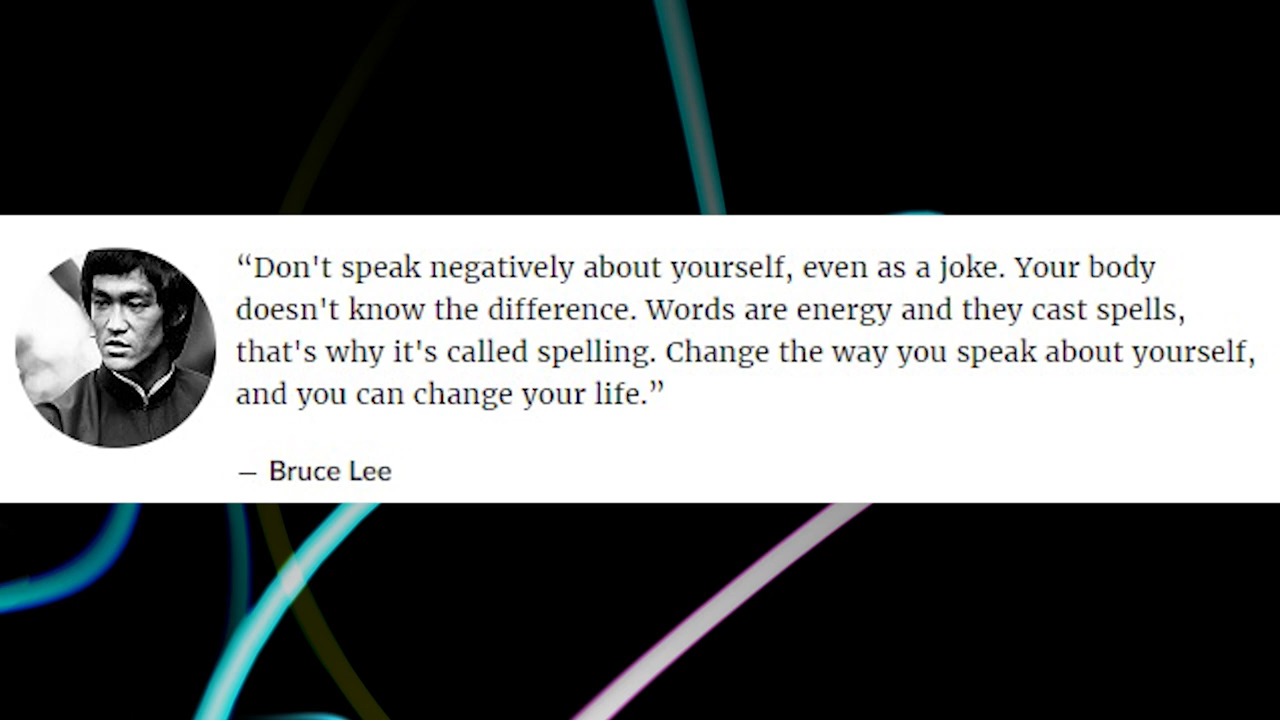 “Don't speak negatively about yourself, even as a joke. Your body
doesn't know the difference. Words are energy and they cast spells,
that's why it's called spelling. Change the way you speak about yourself,
and you can change your life.”
― Bruce Lee